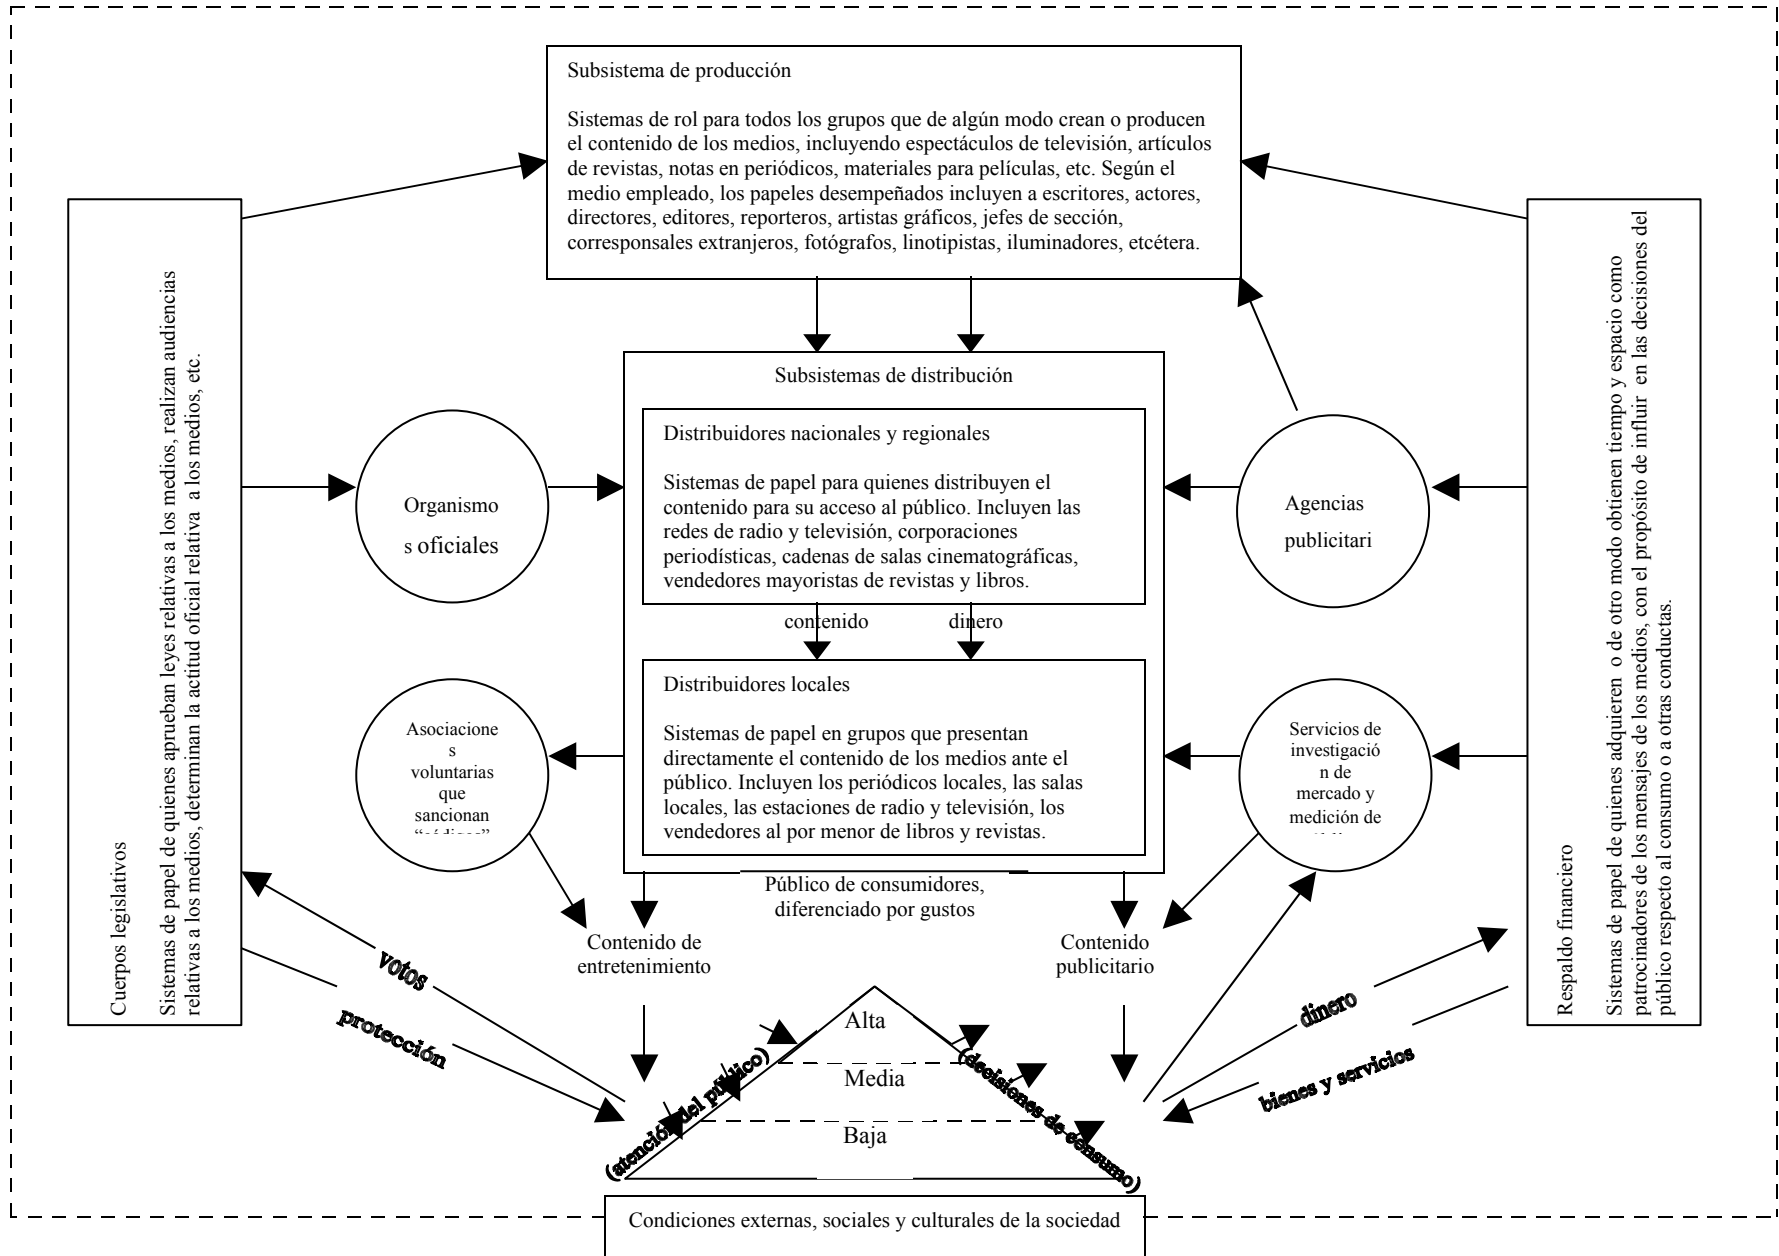 Subsistema de producción
Sistemas de rol para todos los grupos que de algún modo crean o producen
el contenido de los medios, incluyendo espectáculos de televisión, artículos
de revistas, notas en periódicos, materiales para películas, etc. Según el
medio empleado, los papeles desempeñados incluyen a escritores, actores,
directores, editores, reporteros, artistas gráficos, jefes de sección,
corresponsales extranjeros, fotógrafos, linotipistas, iluminadores, etcétera.
Cuerpos legislativos
Sistemas de papel de quienes aprueban leyes relativas a los medios, realizan audiencias
relativas a los medios, determinan la actitud oficial relativa a los medios, etc.
Organismo
s oficiales
Asociacione
s
voluntarias
que
sancionan
Subsistemas de distribución
Distribuidores nacionales y regionales
Sistemas de papel para quienes distribuyen el
contenido para su acceso al público. Incluyen las
redes de radio y televisión, corporaciones
periodísticas, cadenas de salas cinematográficas,
vendedores mayoristas de revistas y libros.
contenido dinero
Distribuidores locales
Sistemas de papel en grupos que presentan
directamente el contenido de los medios ante el
público. Incluyen los periódicos locales, las salas
locales, las estaciones de radio y televisión, los
vendedores al por menor de libros y revistas.
Agencias
publicitari
Servicios de
investigació
n de
mercado y
medición de
Respaldo financiero
Sistemas de papel de quienes adquieren o de otro modo obtienen tiempo y espacio como
patrocinadores de los mensajes de los medios, con el propósito de influir en las decisiones del
público respecto al consumo o a otras conductas.
Público de consumidores,
diferenciado por gustos
Contenido de
entretenimiento
Contenido
publicitario
votos
protección
dinero
bienes y servicios
(atención del público)
(decisiones de consumo)
Alta
Media
Baja
Condiciones externas, sociales y culturales de la sociedad